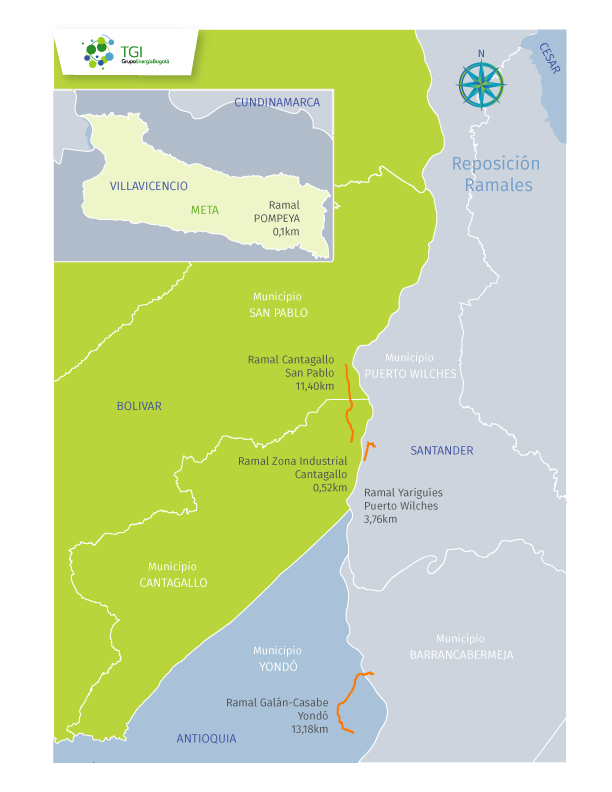 TGI
GrupoEnergíaBogotá
N
CESAR
CUNDINAMARCA
Reposición
Ramales
VILLAVICENCIO
META
Ramal
POMPEYA
0,1km
Municipio
SAN PABLO
Ramal Cantagallo
San Pablo
11,40km
Municipio
PUERTO WILCHES
BOLIVAR
SANTANDER
Ramal Zona Industrial
Cantagallo
0,52km
Ramal Yariguies
Puerto Wilches
3,76km
Municipio
CANTAGALLO
Municipio
YONDÓ
Municipio
BARRANCABERMEJA
Ramal Galán-Casabe
Yondó
13,18km
ANTIOQUIA